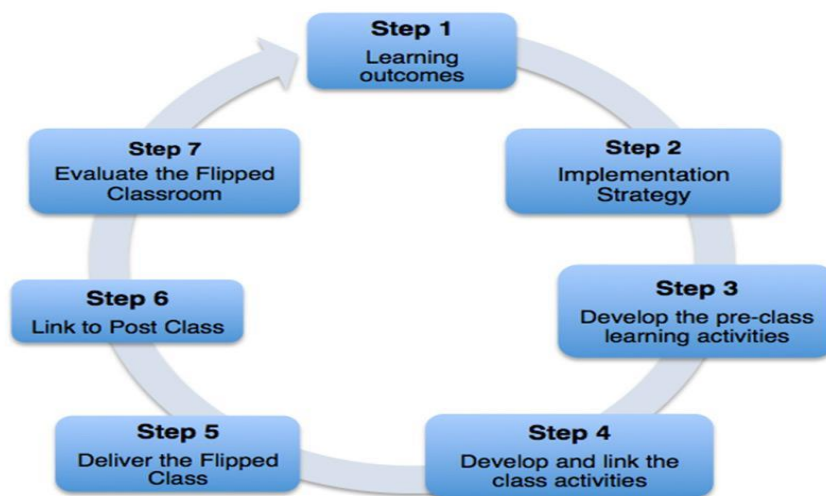 Step 1
Learning
outcomes
Step 2
Implementation
Strategy
Step 3
Develop the pre-class
learning activities
Step 4
Develop and link the
class activities
Step 5
Deliver the Flipped
Class
Step 6
Link to Post Class
Step 7
Evaluate the Flipped
Classroom